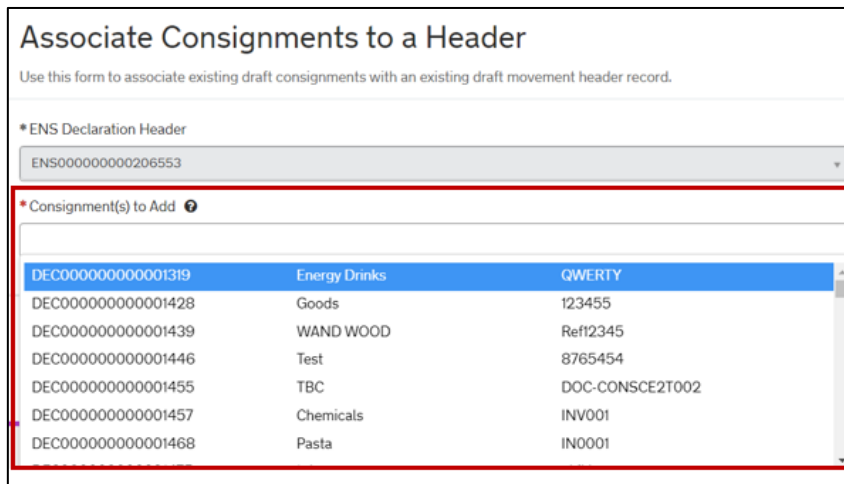 Associate Consignments to a Header
Use this form to associate existing draft consignments with an existing draft movement header record.
* ENS Declaration Header
ENS000000000206553
* Consignment(s) to Add ?
DEC000000000001319 Energy Drinks QWERTY
DEC000000000001428 Goods 123455
DEC000000000001439 WAND WOOD Ref12345
DEC000000000001446 Test 8765454
DEC000000000001455 TBC DOC-CONSCE2T002
DEC000000000001457 Chemicals INV001
DEC000000000001468 Pasta IN0001